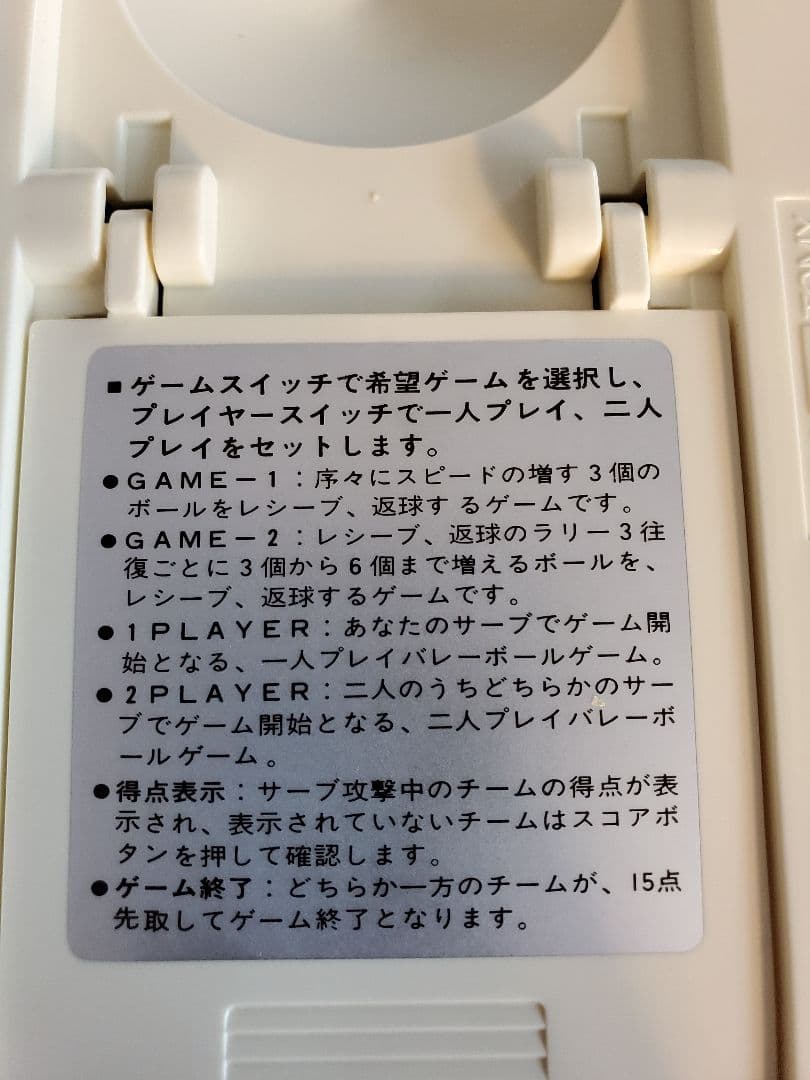 ■ゲームスイッチで希望ゲームを選択し、
プレイヤースイッチで一人プレイ、二人
プレイをセットします。
●GAME－1：序々にスピードの増す3個の
ボールをレシーブ、返球するゲームです。
●GAME－2：レシーブ、返球のラリー3往
復ごとに3個から6個まで増えるボールを、
レシーブ、返球するゲームです。
●1PLAYER：あなたのサーブでゲーム開
始となる、一人プレイバレーボールゲーム。
●2PLAYER：二人のうちどちらかのサー
ブでゲーム開始となる、二人プレイバレーボ
ールゲーム。
●得点表示：サーブ攻撃中のチームの得点が表
示され、表示されていないチームはスコアボ
タンを押して確認します。
●ゲーム終了：どちらか一方のチームが、15点
先取してゲーム終了となります。